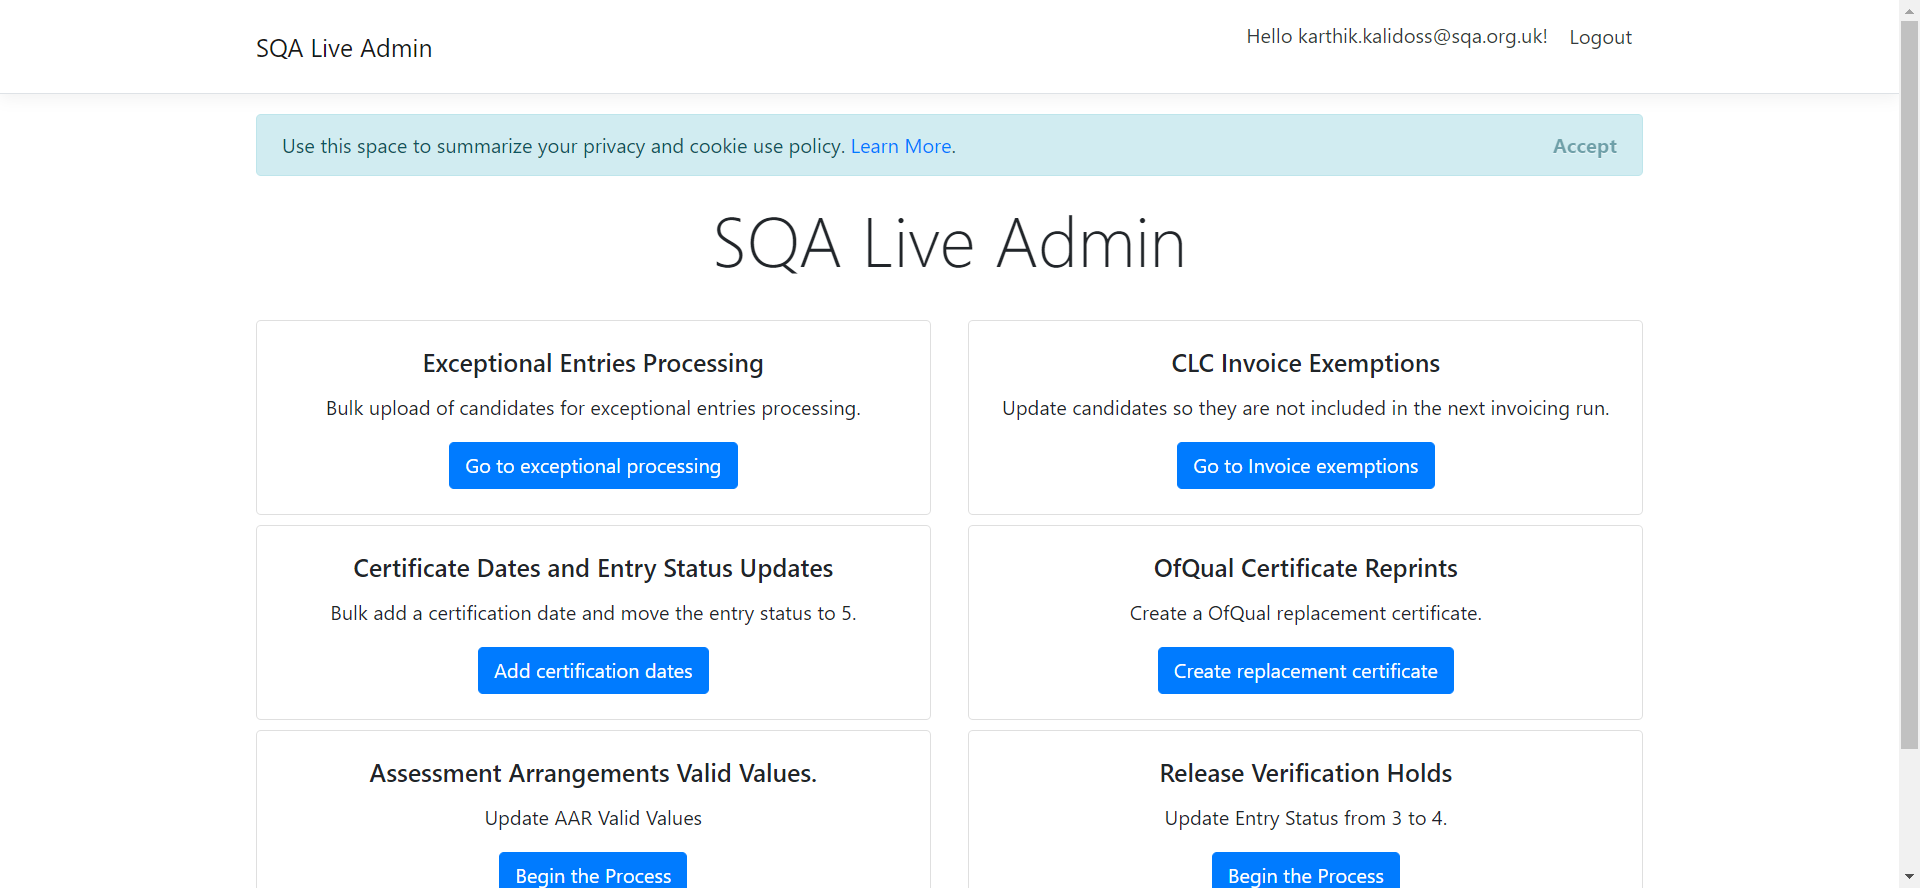 SQA Live Admin
Hello karthik.kalidoss@sqa.org.uk!
Logout
Use this space to summarize your privacy and cookie use policy. Learn More.
Accept
SQA Live Admin
Exceptional Entries Processing
Bulk upload of candidates for exceptional entries processing.
Go to exceptional processing
CLC Invoice Exemptions
Update candidates so they are not included in the next invoicing run.
Go to Invoice exemptions
Certificate Dates and Entry Status Updates
Bulk add a certification date and move the entry status to 5.
Add certification dates
OfQual Certificate Reprints
Create a OfQual replacement certificate.
Create replacement certificate
Assessment Arrangements Valid Values.
Update AAR Valid Values
Begin the Process
Release Verification Holds
Update Entry Status from 3 to 4.
Begin the Process